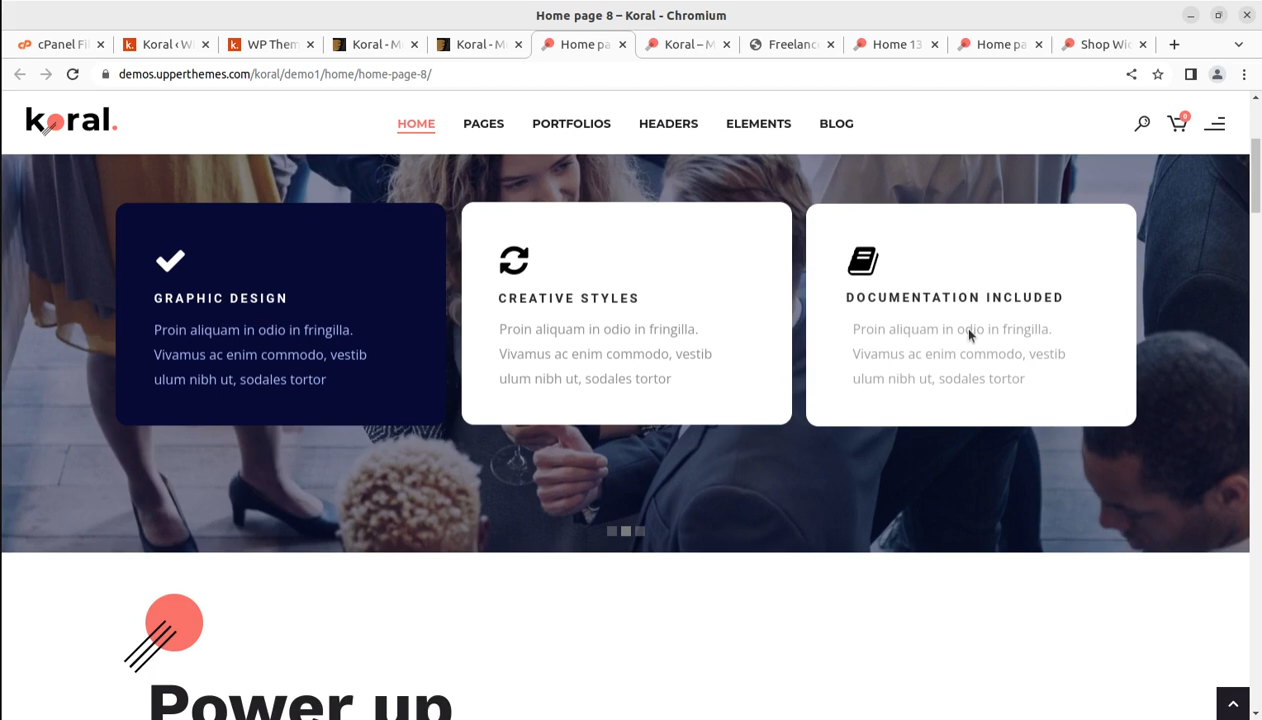 Home page 8 – Koral - Chromium
cPanel Fi
Koral ‹ W
WP Them
Koral - M
Koral - M
Home pa
Koral – M
Freelanc
Home 13
Home pa
Shop Wi
demos.upperthemes.com/koral/demo1/home/home-page-8/
koral.
HOME
PAGES
PORTFOLIOS
HEADERS
ELEMENTS
BLOG
0
GRAPHIC DESIGN
Proin aliquam in odio in fringilla.
Vivamus ac enim commodo, vestib
ulum nibh ut, sodales tortor
CREATIVE STYLES
Proin aliquam in odio in fringilla.
Vivamus ac enim commodo, vestib
ulum nibh ut, sodales tortor
DOCUMENTATION INCLUDED
Proin aliquam in odio in fringilla.
Vivamus ac enim commodo, vestib
ulum nibh ut, sodales tortor
Power up